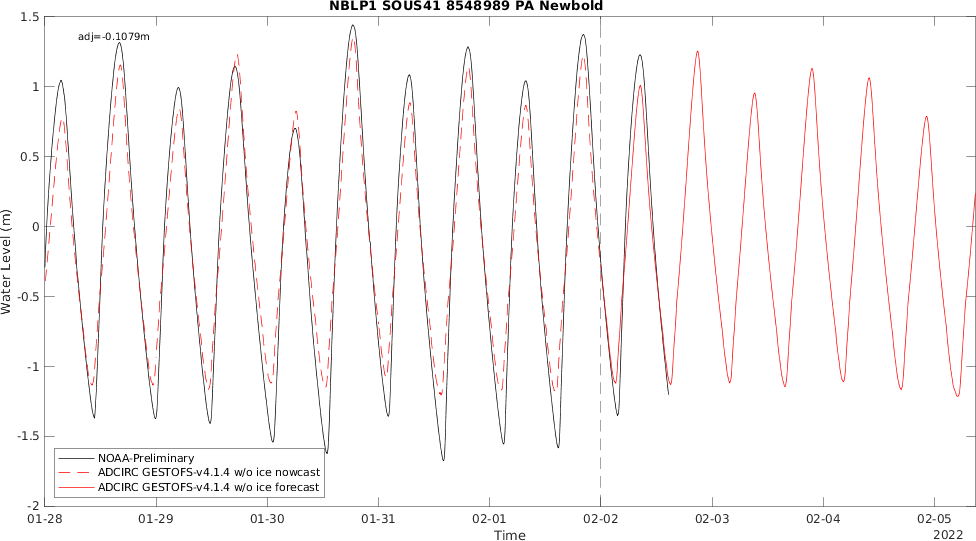 NBLP1 SOUS41 8548989 PA Newbold
adj=-0.1079m
1.5
1
0.5
0
-0.5
-1
-1.5
-2
Water Level (m)
NOAA-Preliminary
ADCIRC GESTOFS-v4.1.4 w/o ice nowcast
ADCIRC GESTOFS-v4.1.4 w/o ice forecast
01-28 01-29 01-30 01-31 02-01 02-02 02-03 02-04 02-05
Time
2022